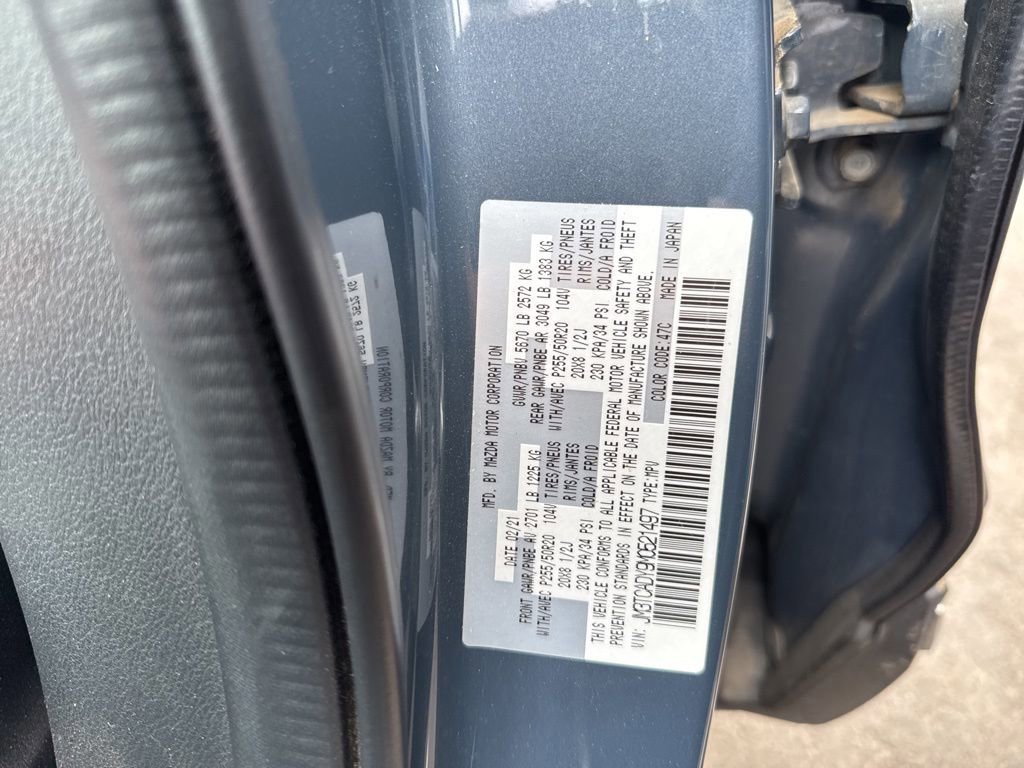 MFD. BY MAZDA MOTOR CORPORATION
DATE 02/21 GVWR/PNBV 5670 LB 2572 KG
FRONT GAWR/PNBE AV 2701 LB 1225 KG REAR GAWR/PNBE AR 3049 LB 1383 KG
WITH/AVEC P255/50R20 104V TIRES/PNEUS WITH/AVEC P255/50R20 104V TIRES/PNEUS
20X8 1/2J RIMS/JANTES 20X8 1/2J RIMS/JANTES
230 KPA/34 PSI COLD/A FROID 230 KPA/34 PSI COLD/A FROID
THIS VEHICLE CONFORMS TO ALL APPLICABLE FEDERAL MOTOR VEHICLE SAFETY AND THEFT
PREVENTION STANDARDS IN EFFECT ON THE DATE OF MANUFACTURE SHOWN ABOVE.
VIN: JM3TCADY9M0521497 TYPE:MPV COLOR CODE:47C MADE IN JAPAN